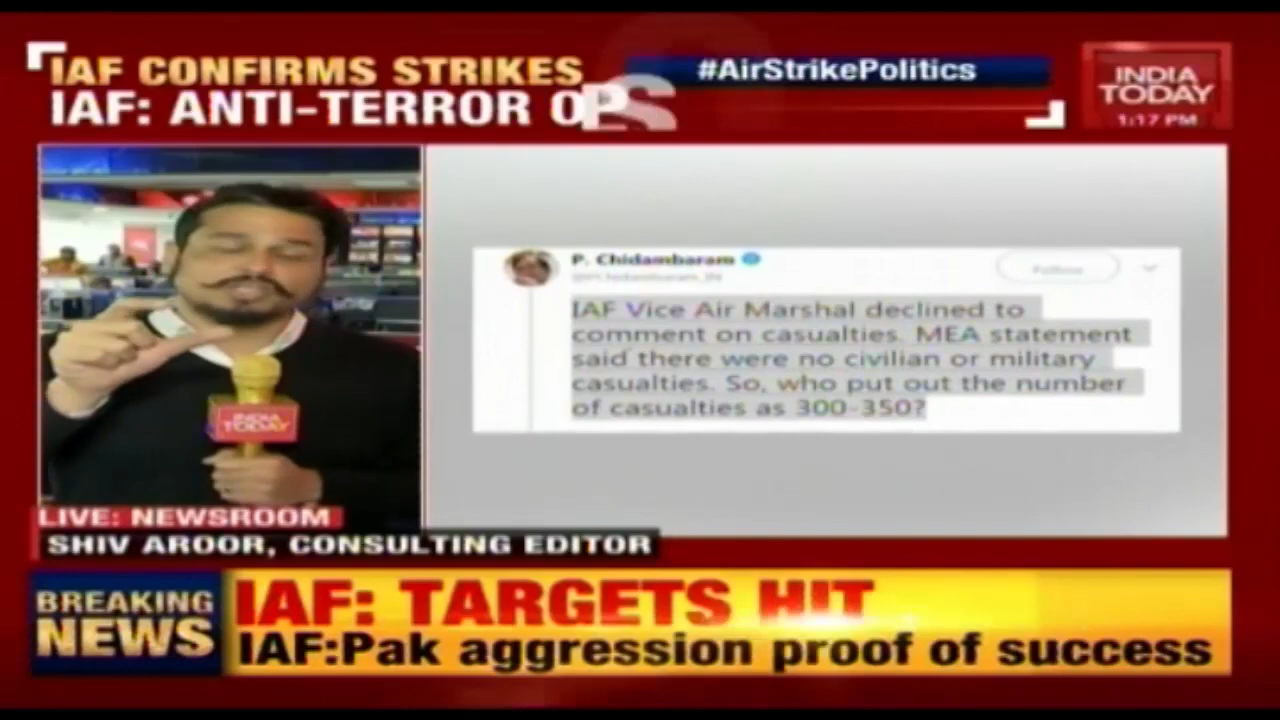 IAF CONFIRMS STRIKES
IAF: ANTI-TERROR OPS
#AirStrikePolitics
INDIA
TODAY
1:17 PM
P. Chidambaram
Follow
IAF Vice Air Marshal declined to
comment on casualties. MEA statement
said there were no civilian or military
casualties. So, who put out the number
of casualties as 300-350?
INDIA
TODAY
LIVE: NEWSROOM
SHIV AROOR, CONSULTING EDITOR
BREAKING
NEWS
IAF: TARGETS HIT
IAF:Pak aggression proof of success